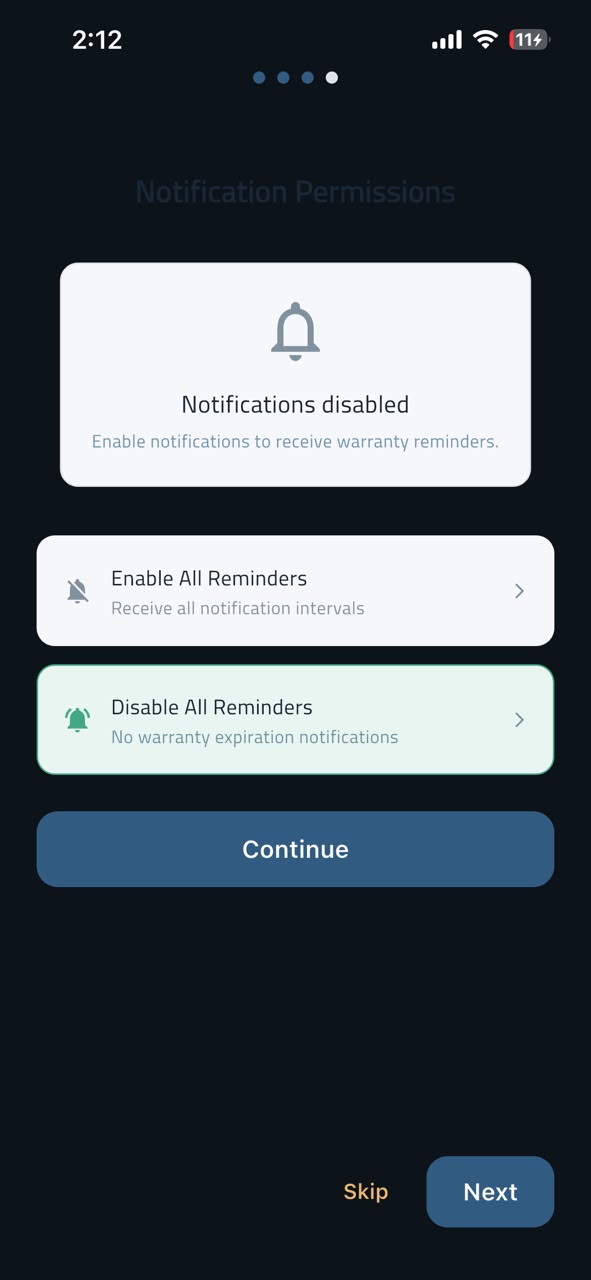 2:12
11
Notification Permissions
Notifications disabled
Enable notifications to receive warranty reminders.
Enable All Reminders
Receive all notification intervals
Disable All Reminders
No warranty expiration notifications
Continue
Skip
Next